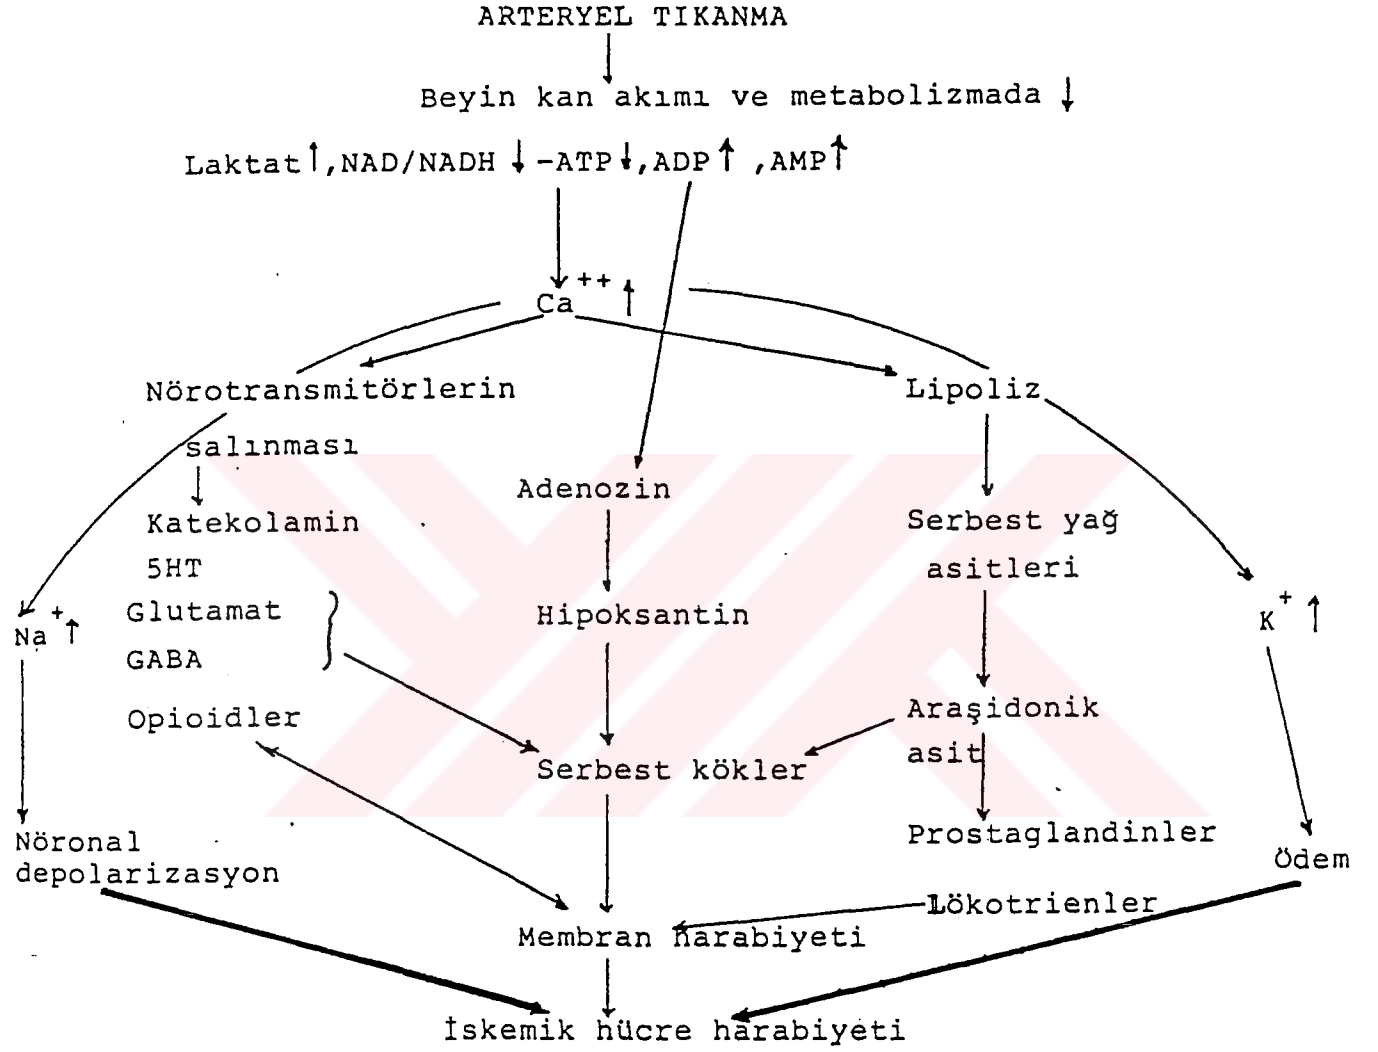 ARTERYEL TIKANMA
Beyin kan akımı ve metabolizmada ↓
Laktat↑,NAD/NADH ↓ -ATP↓,ADP↑ ,AMP↑
Ca++ ↑
Nörotransmitörlerin
salınması
Lipoliz
Katekolamin
5HT
Glutamat
GABA
Opioidler
Adenozin
Hipoksantin
Serbest kökler
Serbest yağ
asitleri
Araşidonik
asit
Prostaglandinler
Lökotrienler
Na+↑
K+ ↑
Nöronal
depolarizasyon
Ödem
Membran harabiyeti
İskemik hücre harabiyeti